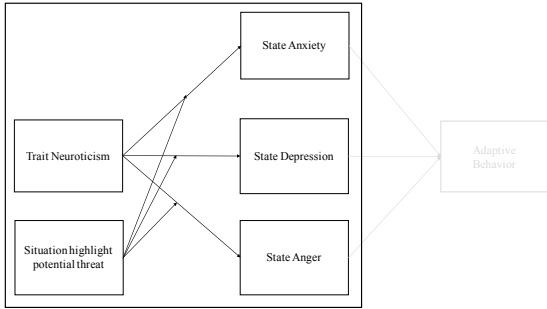 State Anxiety
Trait Neuroticism
State Depression
Adaptive
Behavior
Situation highlight
potential threat
State Anger